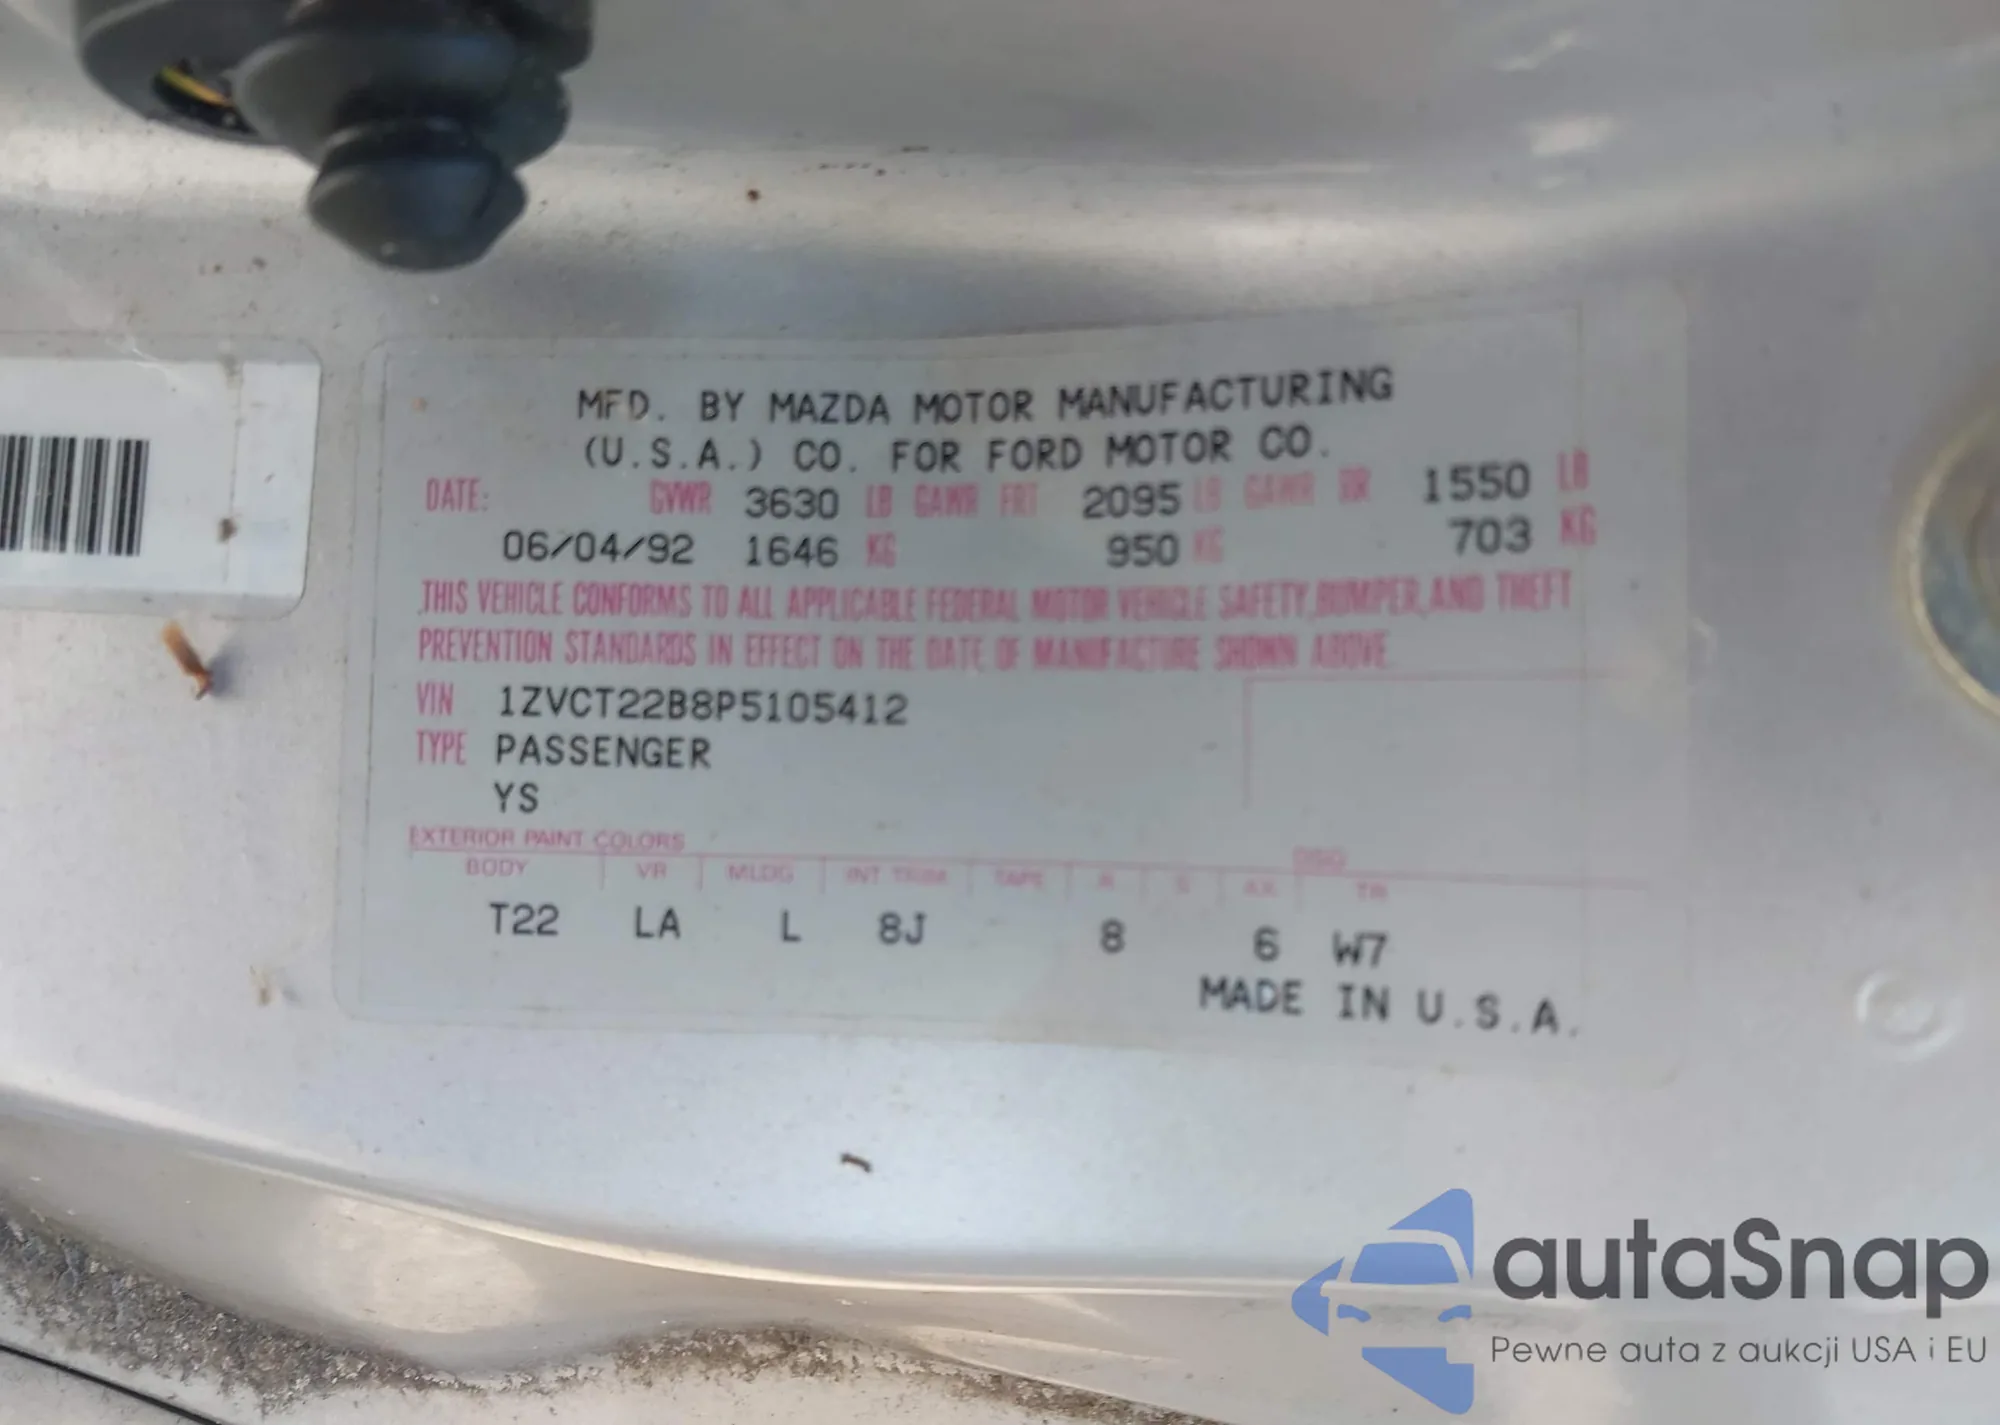 MFD. BY MAZDA MOTOR MANUFACTURING
(U.S.A.) CO. FOR FORD MOTOR CO.
DATE: GVWR 3630 LB GAWR FRT 2095 LB GAWR RR 1550 LB
06/04/92 1646 KG 950 KG 703 KG
THIS VEHICLE CONFORMS TO ALL APPLICABLE FEDERAL MOTOR VEHICLE SAFETY, BUMPER, AND THEFT
PREVENTION STANDARDS IN EFFECT ON THE DATE OF MANUFACTURE SHOWN ABOVE
VIN 1ZVCT22B8P5105412
TYPE PASSENGER
YS
EXTERIOR PAINT COLORS DSO
BODY VR MLDG INT TRIM TAPE R S AX TR
T22 LA L 8J 8 6 W7
MADE IN U.S.A.
autaSnap
Pewne auta z aukcji USA i EU